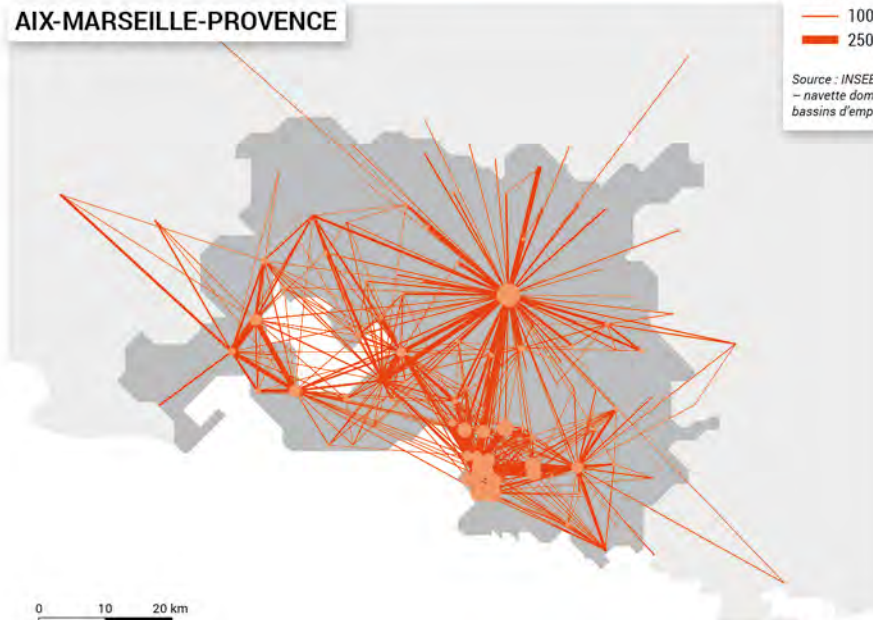 AIX-MARSEILLE-PROVENCE
100
250
Source : INSEE
– navette dom
bassins d'emp
0 10 20 km